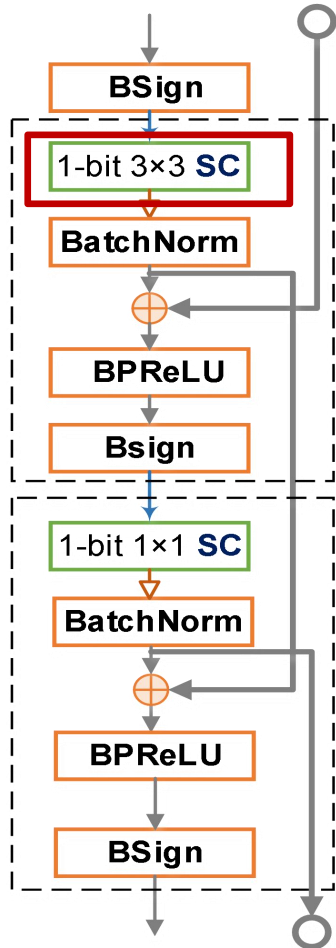 BSign
1-bit 3×3 SC
BatchNorm
BPReLU
Bsign
1-bit 1×1 SC
BatchNorm
BPReLU
BSign